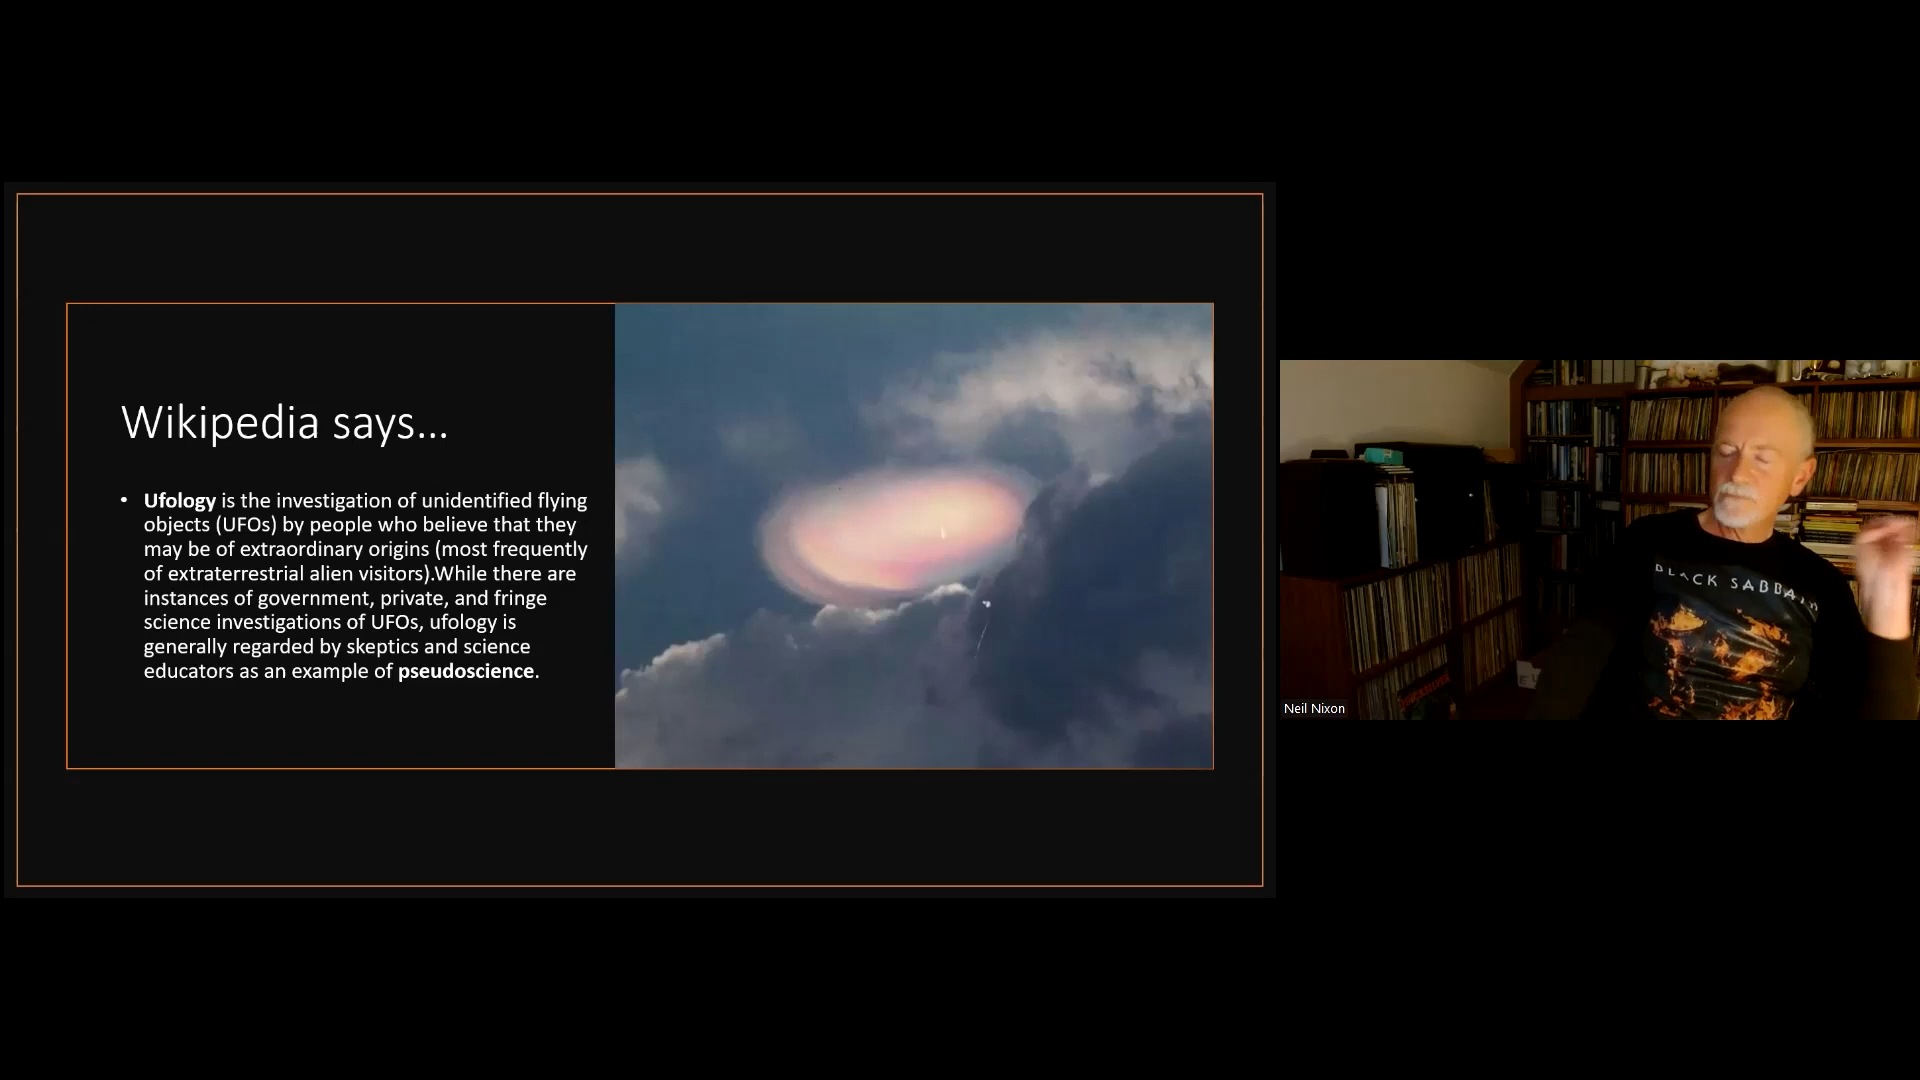 Wikipedia says...
• Ufology is the investigation of unidentified flying
objects (UFOs) by people who believe that they
may be of extraordinary origins (most frequently
of extraterrestrial alien visitors).While there are
instances of government, private, and fringe
science investigations of UFOs, ufology is
generally regarded by skeptics and science
educators as an example of pseudoscience.
BLACK SABBATH
Neil Nixon